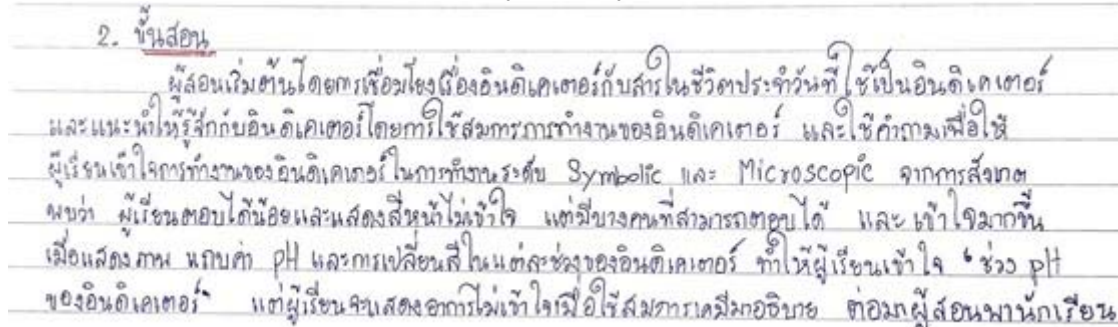 2. ขั้นสอน
ผู้สอนเริ่มต้นโดยการเชื่อมโยงเรื่องอินดิเคเตอร์กับสารในชีวิตประจำวันที่ใช้เป็นอินดิเคเตอร์
และแนะนำให้รู้จักกับอินดิเคเตอร์โดยการใช้สมการการทำงานของอินดิเคเตอร์ และใช้คำถามเพื่อให้
ผู้เรียนเข้าใจการทำงานของอินดิเคเตอร์ในการทำงานระดับ Symbolic และ Microscopic จากการสังเกต
พบว่า ผู้เรียนตอบได้น้อยและแสดงสีหน้าไม่เข้าใจ แต่มีบางคนที่สามารถตอบได้ และเข้าใจมากขึ้น
เมื่อแสดงภาพ แถบค่า pH และการเปลี่ยนสีในแต่ละช่วงของอินดิเคเตอร์ ทำให้ผู้เรียนเข้าใจ "ช่วง pH
ของอินดิเคเตอร์" แต่ผู้เรียนจะแสดงอาการไม่เข้าใจเมื่อใช้สมการเคมีมาอธิบาย ต่อมาผู้สอนพานักเรียน